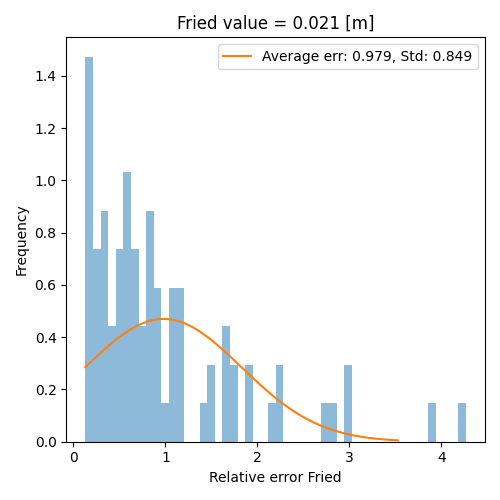 Fried value = 0.021 [m]
Average err: 0.979, Std: 0.849
1.4
1.2
1.0
0.8
0.6
0.4
0.2
0.0
Frequency
0 1 2 3 4
Relative error Fried